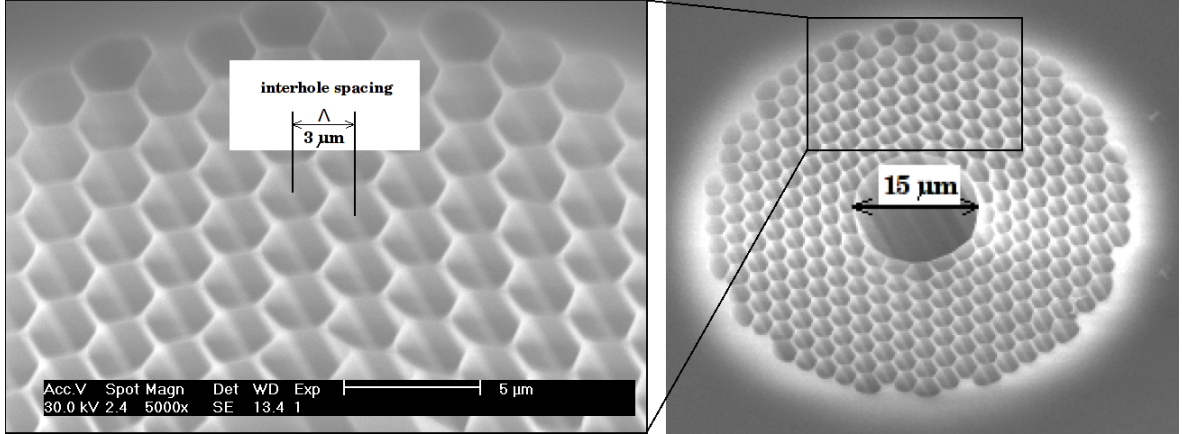 interhole spacing
Λ
3 μm
15 μm
Acc.V Spot Magn Det WD Exp 5 μm
30.0 kV 2.4 5000x SE 13.4 1